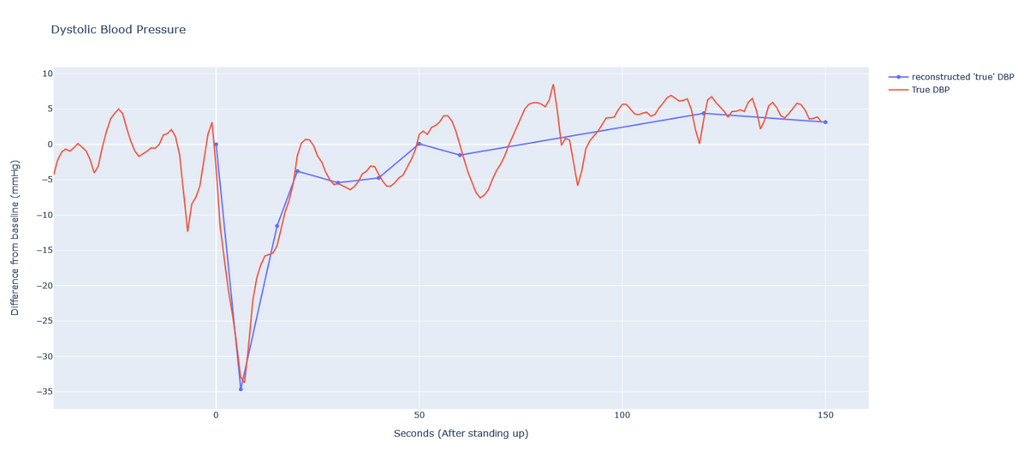 Dystolic Blood Pressure
reconstructed 'true' DBP
True DBP
10
5
0
−5
−10
−15
−20
−25
−30
−35
Difference from baseline (mmHg)
0
50
100
150
Seconds (After standing up)